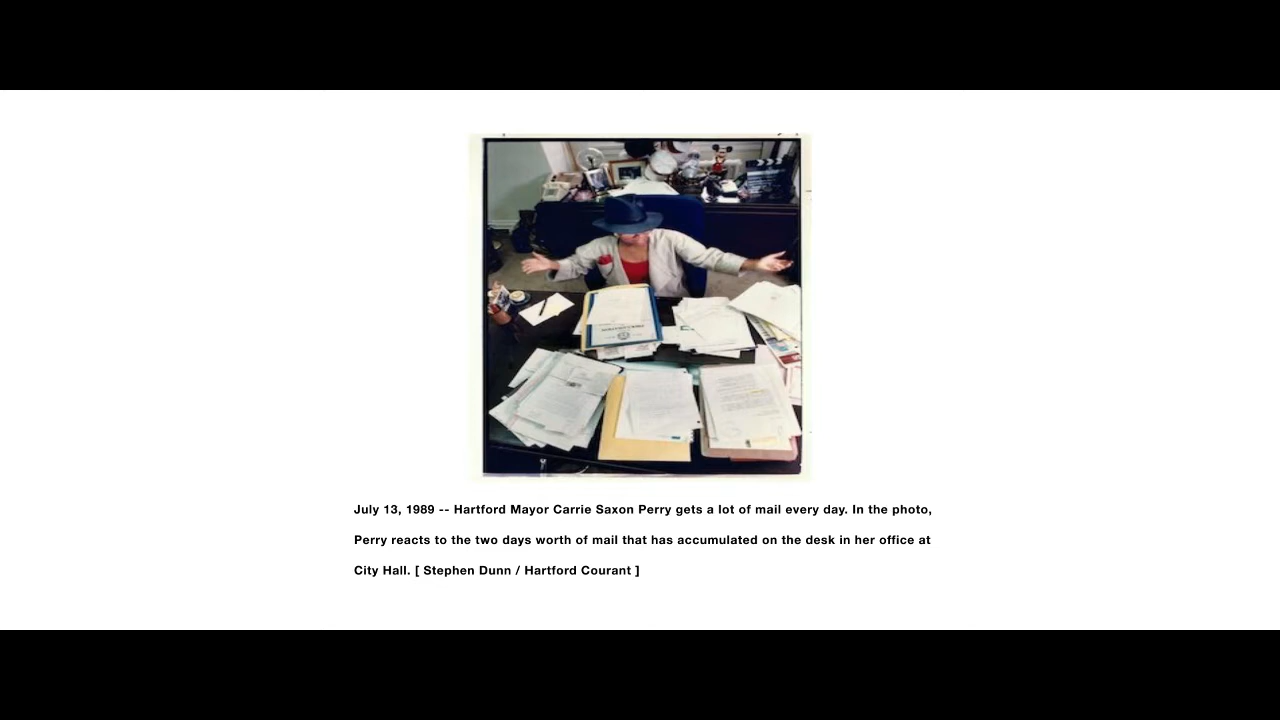 July 13, 1989 -- Hartford Mayor Carrie Saxon Perry gets a lot of mail every day. In the photo,
Perry reacts to the two days worth of mail that has accumulated on the desk in her office at
City Hall. [ Stephen Dunn / Hartford Courant ]